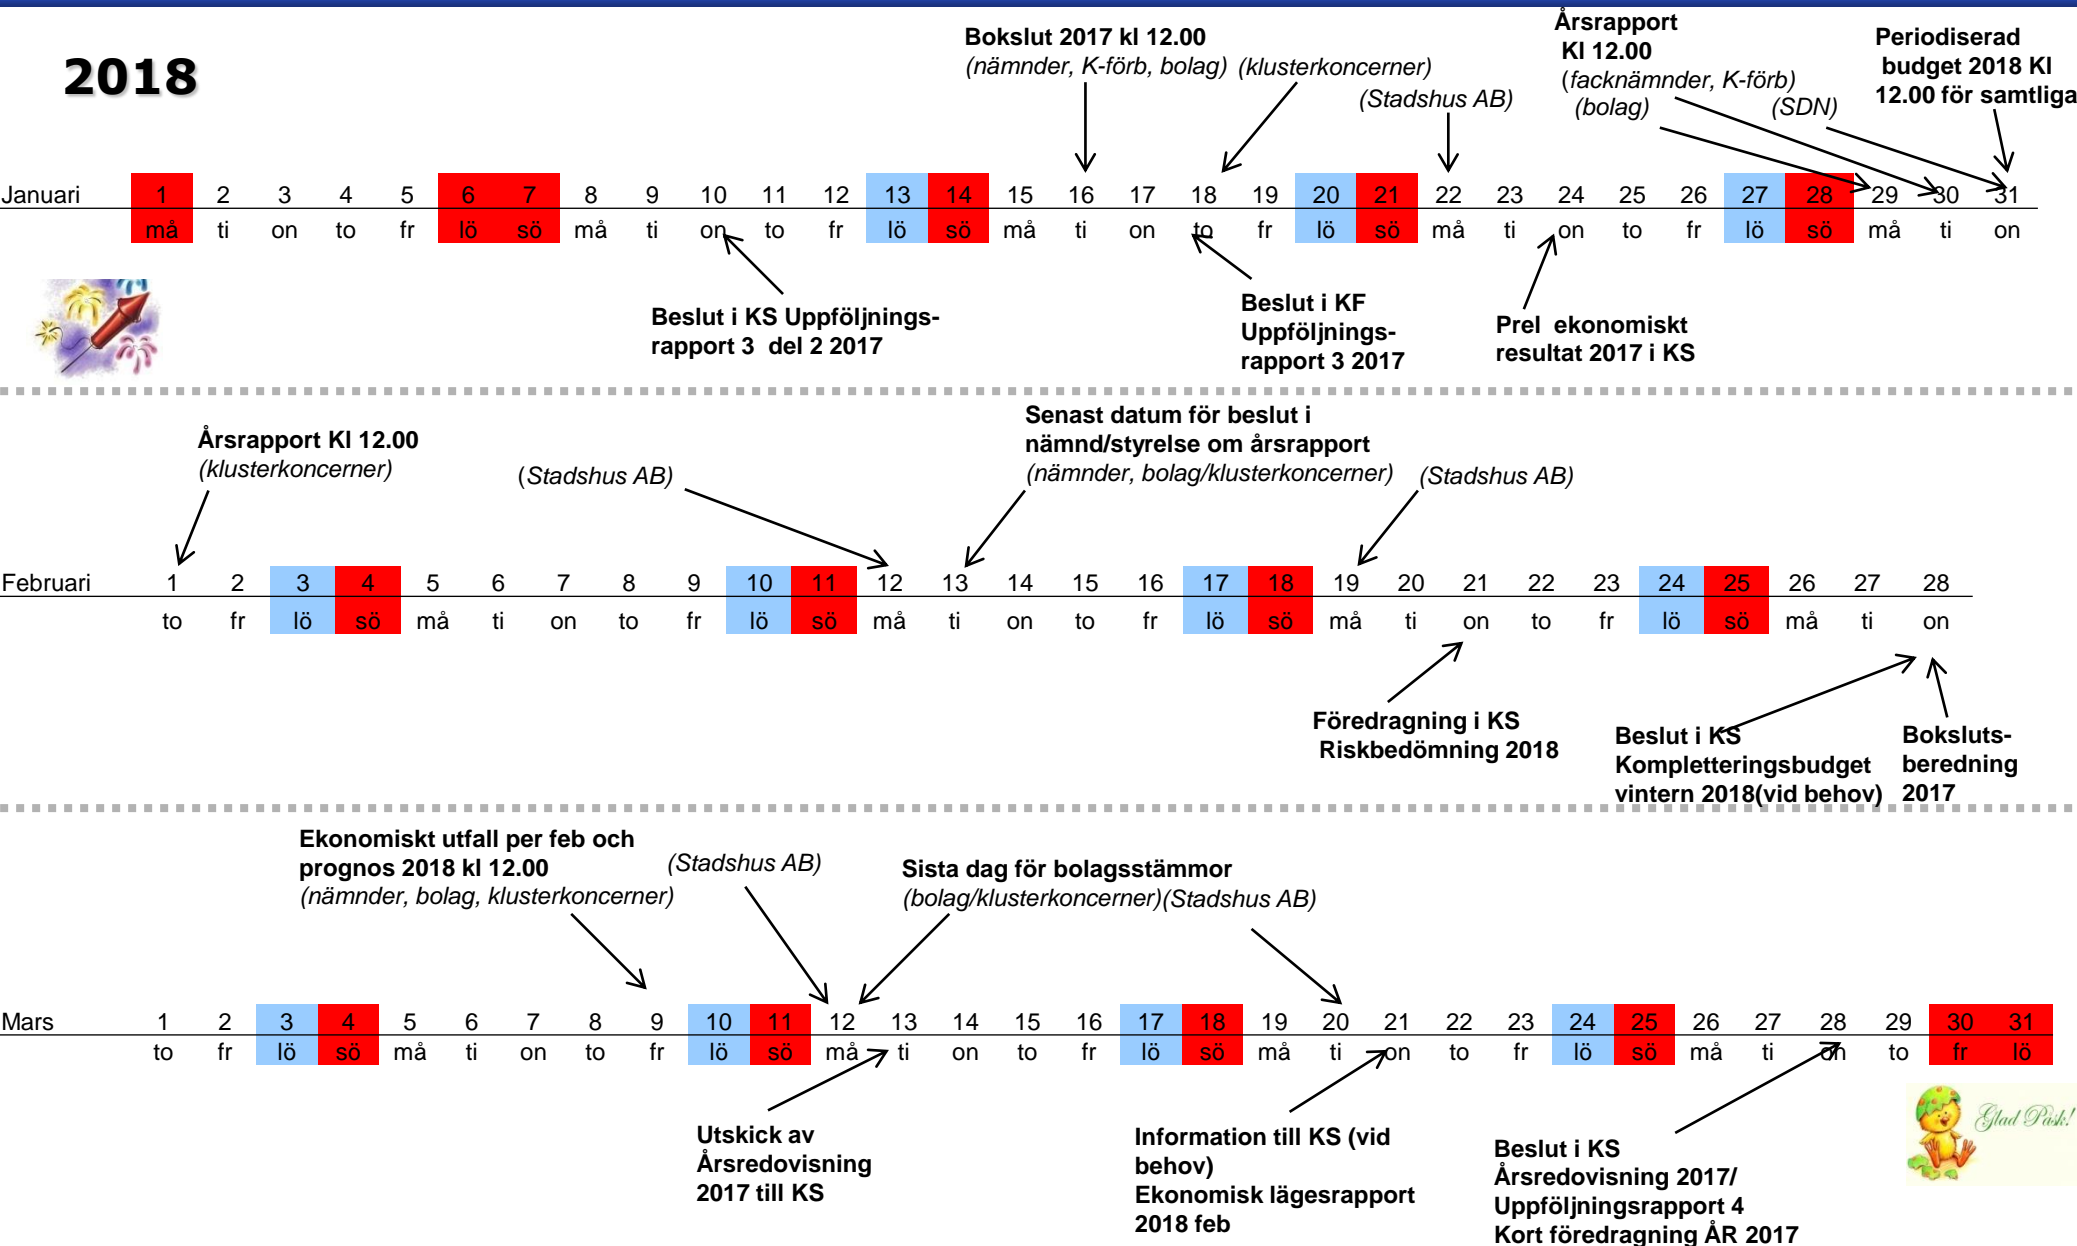 2018
Bokslut 2017 kl 12.00
(nämnder, K-förb, bolag) (klusterkoncerner)
(Stadshus AB)
Årsrapport
Kl 12.00
(facknämnder, K-förb)
(bolag) (SDN)
Periodiserad
budget 2018 Kl
12.00 för samtliga
Januari 1 2 3 4 5 6 7 8 9 10 11 12 13 14 15 16 17 18 19 20 21 22 23 24 25 26 27 28 29 30 31
må ti on to fr lö sö må ti on to fr lö sö må ti on to fr lö sö må ti on to fr lö sö må ti on
Beslut i KS Uppföljnings-
rapport 3 del 2 2017
Beslut i KF
Uppföljnings-
rapport 3 2017
Prel ekonomiskt
resultat 2017 i KS
Årsrapport Kl 12.00
(klusterkoncerner)
(Stadshus AB)
Senast datum för beslut i
nämnd/styrelse om årsrapport
(nämnder, bolag/klusterkoncerner)
(Stadshus AB)
Februari 1 2 3 4 5 6 7 8 9 10 11 12 13 14 15 16 17 18 19 20 21 22 23 24 25 26 27 28
to fr lö sö må ti on to fr lö sö må ti on to fr lö sö må ti on to fr lö sö må ti on
Föredragning i KS
Riskbedömning 2018
Beslut i KS
Kompletteringsbudget
vintern 2018(vid behov)
Boksluts-
beredning
2017
Ekonomiskt utfall per feb och
prognos 2018 kl 12.00
(nämnder, bolag, klusterkoncerner)
(Stadshus AB)
Sista dag för bolagsstämmor
(bolag/klusterkoncerner)(Stadshus AB)
Mars 1 2 3 4 5 6 7 8 9 10 11 12 13 14 15 16 17 18 19 20 21 22 23 24 25 26 27 28 29 30 31
to fr lö sö må ti on to fr lö sö må ti on to fr lö sö må ti on to fr lö sö må ti on to fr lö
Utskick av
Årsredovisning
2017 till KS
Information till KS (vid
behov)
Ekonomisk lägesrapport
2018 feb
Beslut i KS
Årsredovisning 2017/
Uppföljningsrapport 4
Kort föredragning ÅR 2017
Glad Påsk!